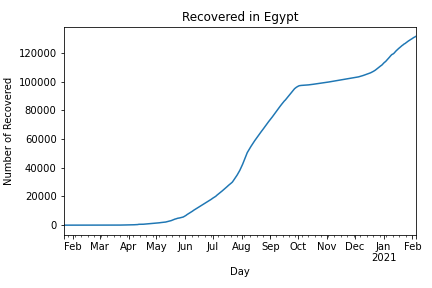 Recovered in Egypt
Number of Recovered
120000
100000
80000
60000
40000
20000
0
Feb Mar Apr May Jun Jul Aug Sep Oct Nov Dec Jan Feb
2021
Day